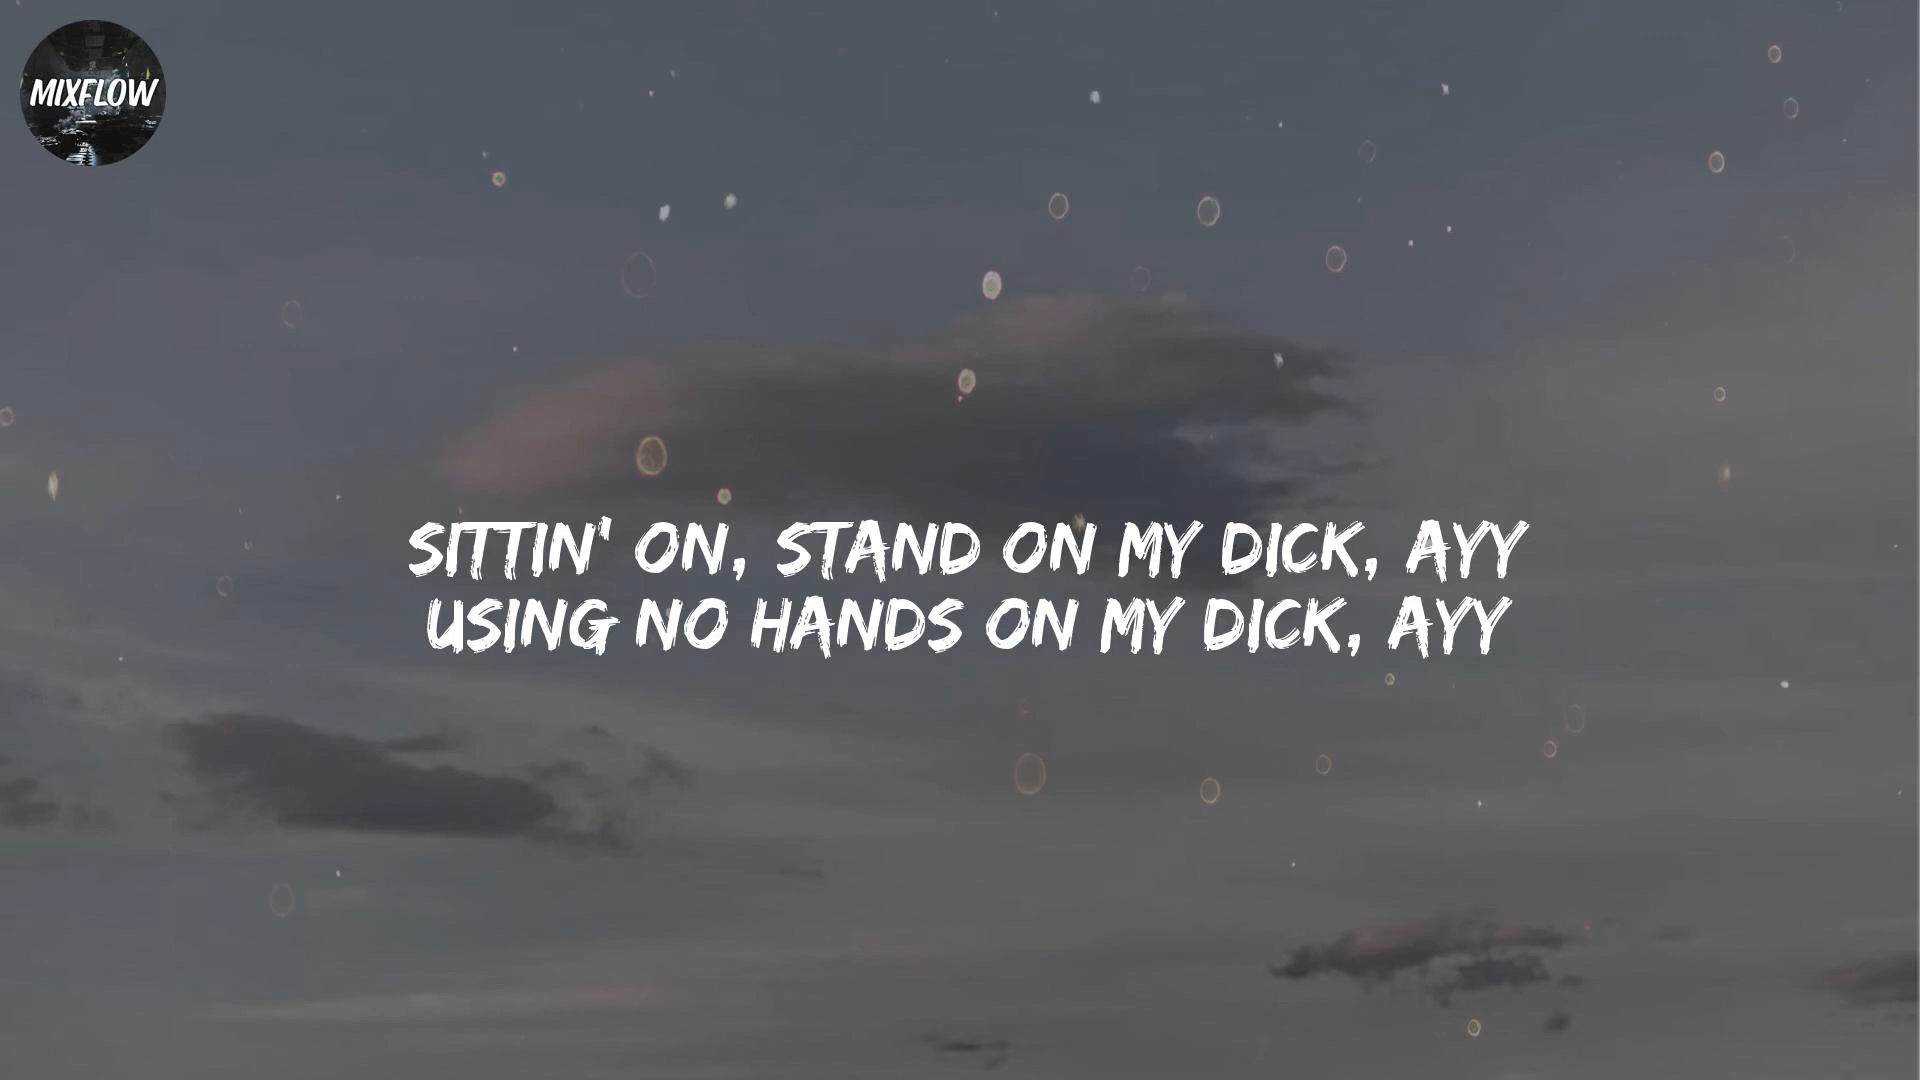 MIXFLOW
SITTIN' ON, STAND ON MY DICK, AYY
USING NO HANDS ON MY DICK, AYY